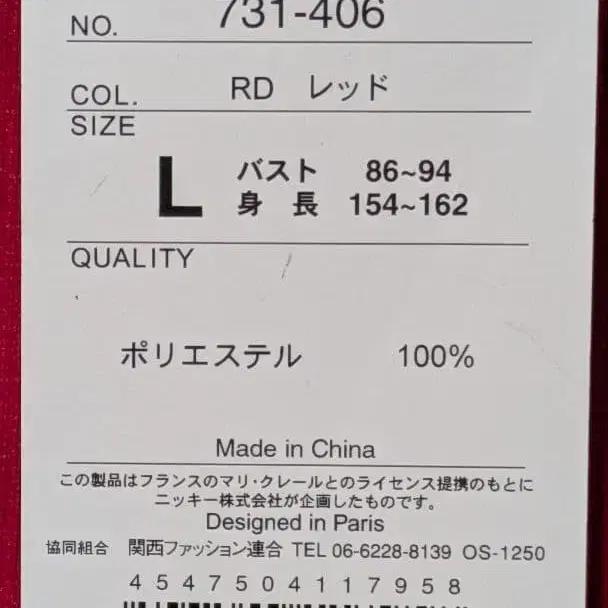 NO. 731-406
COL. RD レッド
SIZE
L バスト 86~94
身長 154~162
QUALITY
ポリエステル 100%
Made in China
この製品はフランスのマリ・クレールとのライセンス提携のもとに
ニッキー株式会社が企画したものです。
Designed in Paris
協同組合 関西ファッション連合 TEL 06-6228-8139 OS-1250
4547504117958